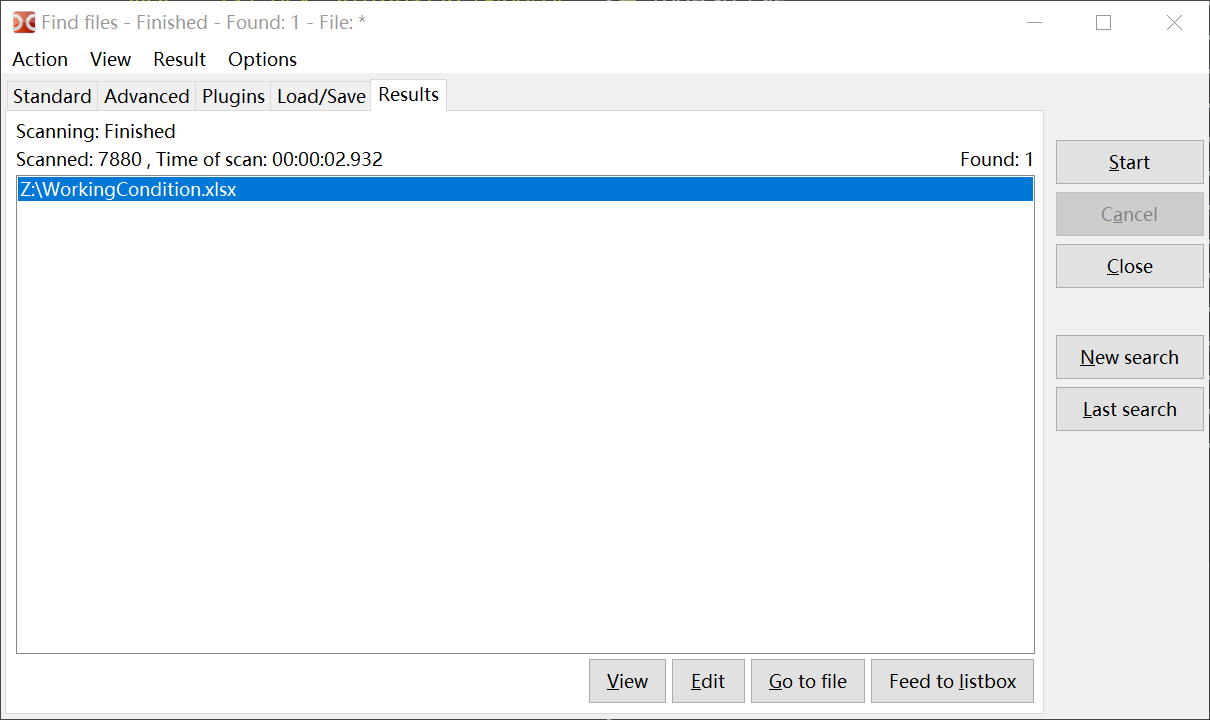 Find files - Finished - Found: 1 - File: *
Action View Result Options
Standard Advanced Plugins Load/Save Results
Scanning: Finished
Scanned: 7880 , Time of scan: 00:00:02.932 Found: 1
Z:\WorkingCondition.xlsx
Start
Cancel
Close
New search
Last search
View Edit Go to file Feed to listbox